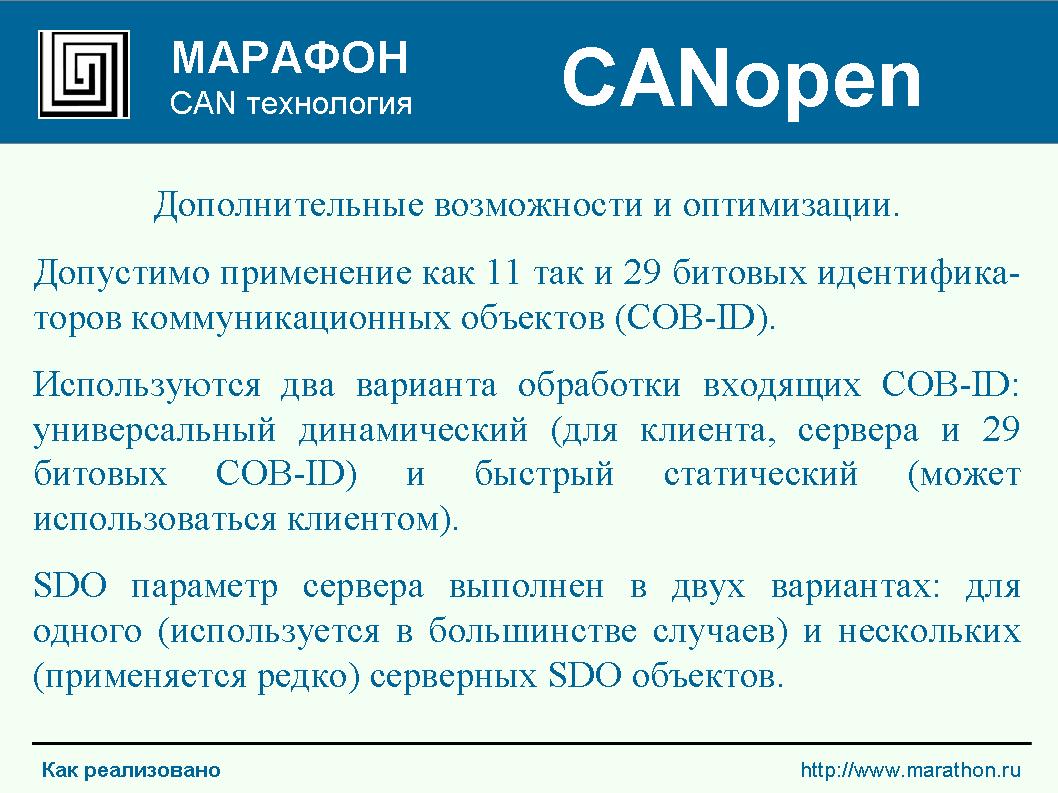 МАРАФОН
CAN технология
CANopen
Дополнительные возможности и оптимизации.
Допустимо применение как 11 так и 29 битовых идентифика-
торов коммуникационных объектов (COB-ID).
Используются два варианта обработки входящих COB-ID:
универсальный динамический (для клиента, сервера и 29
битовых COB-ID) и быстрый статический (может
использоваться клиентом).
SDO параметр сервера выполнен в двух вариантах: для
одного (используется в большинстве случаев) и нескольких
(применяется редко) серверных SDO объектов.
Как реализовано
http://www.marathon.ru